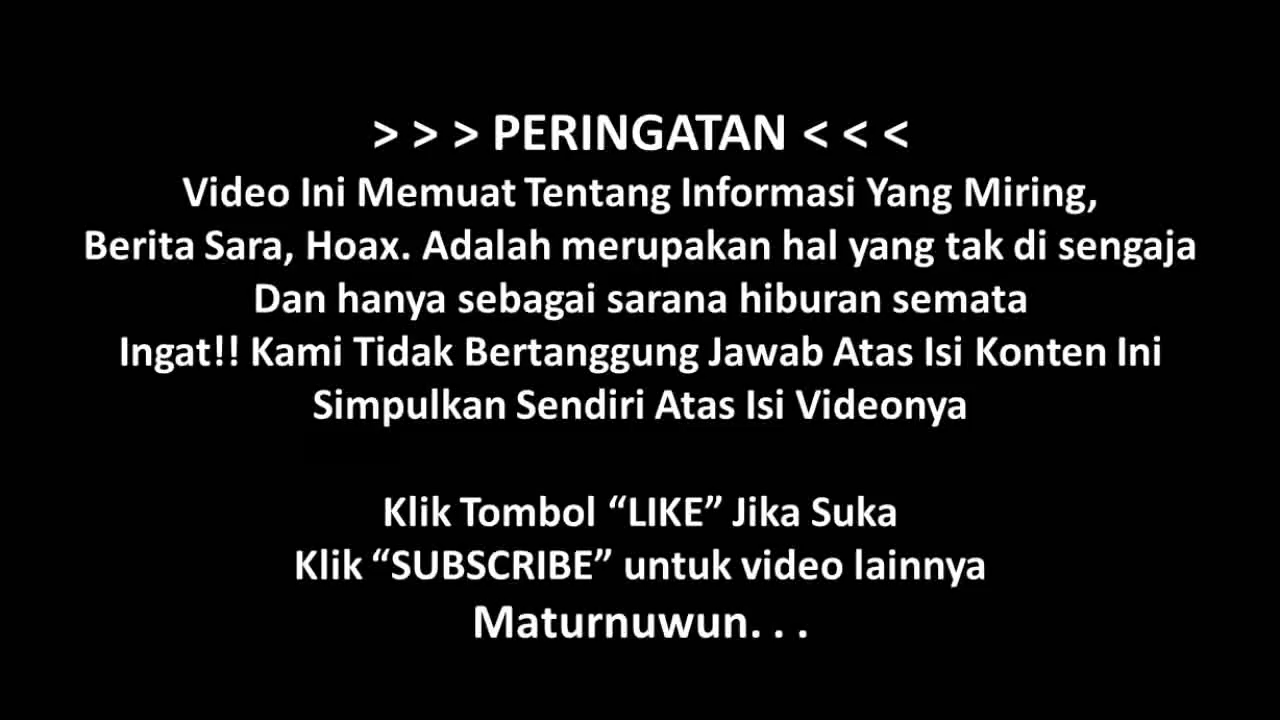 > > > PERINGATAN < < <
Video Ini Memuat Tentang Informasi Yang Miring,
Berita Sara, Hoax. Adalah merupakan hal yang tak di sengaja
Dan hanya sebagai sarana hiburan semata
Ingat!! Kami Tidak Bertanggung Jawab Atas Isi Konten Ini
Simpulkan Sendiri Atas Isi Videonya
Klik Tombol “LIKE” Jika Suka
Klik “SUBSCRIBE” untuk video lainnya
Maturnuwun. . .